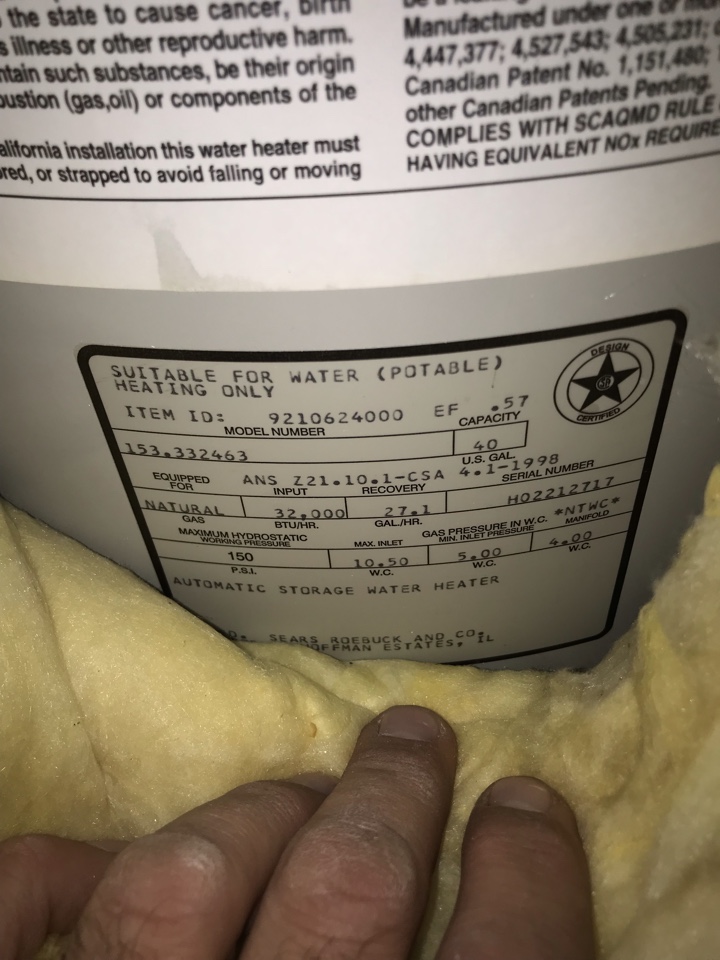 the state to cause cancer, birth
illness or other reproductive harm.
such substances, be their origin
(gas,oil) or components of the
installation this water heater must
or strapped to avoid falling or moving
Manufactured under one or
4,447,377; 4,527,543; 4,505,231;
Canadian Patent No. 1,151,480;
other Canadian Patents Pending.
COMPLIES WITH SCAQMD RULE
HAVING EQUIVALENT NOx
SUITABLE FOR WATER (POTABLE)
HEATING ONLY
DESIGN
CERTIFIED
ITEM ID: 9210624000 EF .57
MODEL NUMBER CAPACITY
153.332463 40
U.S. GAL.
EQUIPPED FOR ANS Z21.10.1-CSA 4.1-1998
INPUT RECOVERY SERIAL NUMBER
NATURAL 32,000 27.1 H02212717
GAS BTU/HR. GAL./HR. *NTWC*
MAXIMUM HYDROSTATIC GAS PRESSURE IN W.C. MANIFOLD
WORKING PRESSURE MAX. INLET MIN. INLET PRESSURE
150 10.50 5.00 4.00
P.S.I. W.C. W.C. W.C.
AUTOMATIC STORAGE WATER HEATER
SEARS ROEBUCK AND CO.
ESTATES, IL